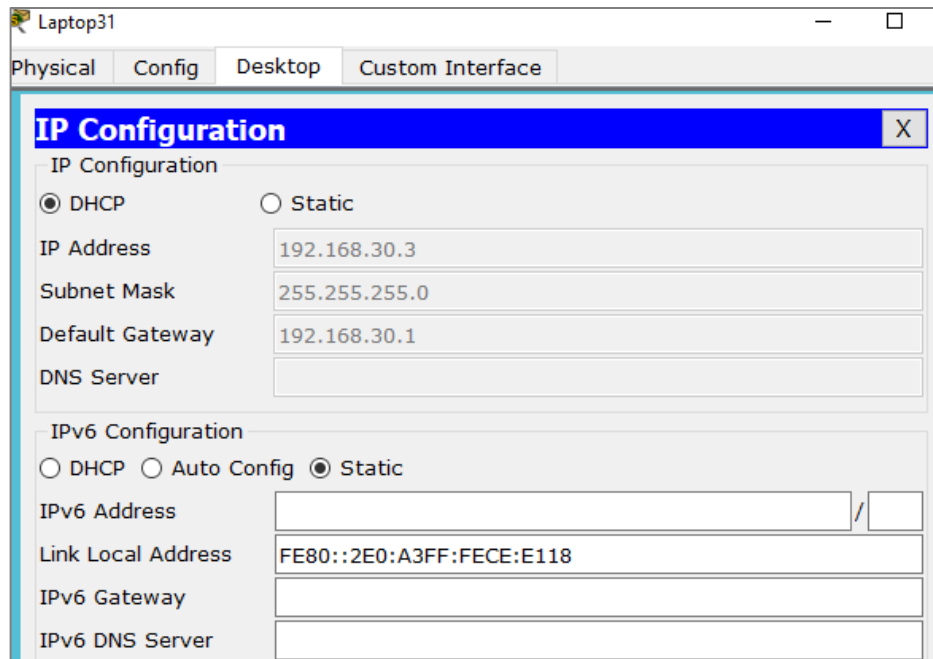 Laptop31
Physical Config Desktop Custom Interface
IP Configuration X
IP Configuration
DHCP Static
IP Address 192.168.30.3
Subnet Mask 255.255.255.0
Default Gateway 192.168.30.1
DNS Server
IPv6 Configuration
DHCP Auto Config Static
IPv6 Address /
Link Local Address FE80::2E0:A3FF:FECE:E118
IPv6 Gateway
IPv6 DNS Server